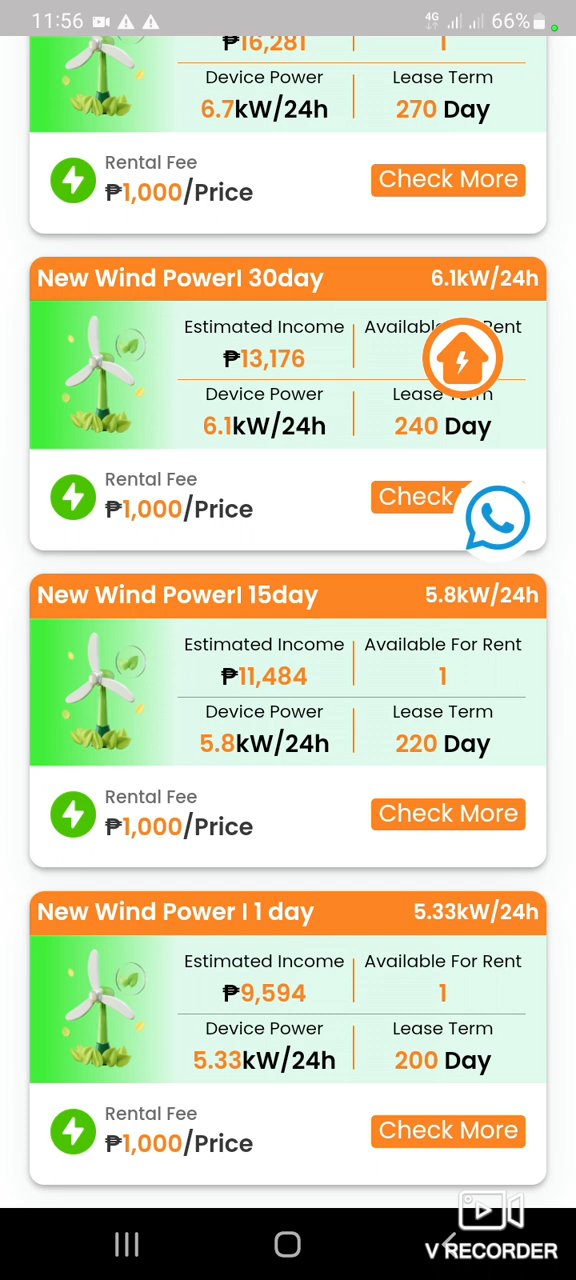 11:56
4G
66%
₱16,281
1
Device Power
Lease Term
6.7kW/24h
270 Day
Rental Fee
₱1,000/Price
Check More
New Wind PowerⅠ 30day
6.1kW/24h
Estimated Income
Available
Rent
₱13,176
Device Power
Lease
6.1kW/24h
240 Day
Rental Fee
₱1,000/Price
Check
New Wind PowerⅠ 15day
5.8kW/24h
Estimated Income
Available For Rent
₱11,484
1
Device Power
Lease Term
5.8kW/24h
220 Day
Rental Fee
₱1,000/Price
Check More
New Wind Power Ⅰ 1 day
5.33kW/24h
Estimated Income
Available For Rent
₱9,594
1
Device Power
Lease Term
5.33kW/24h
200 Day
Rental Fee
₱1,000/Price
Check More
V RECORDER